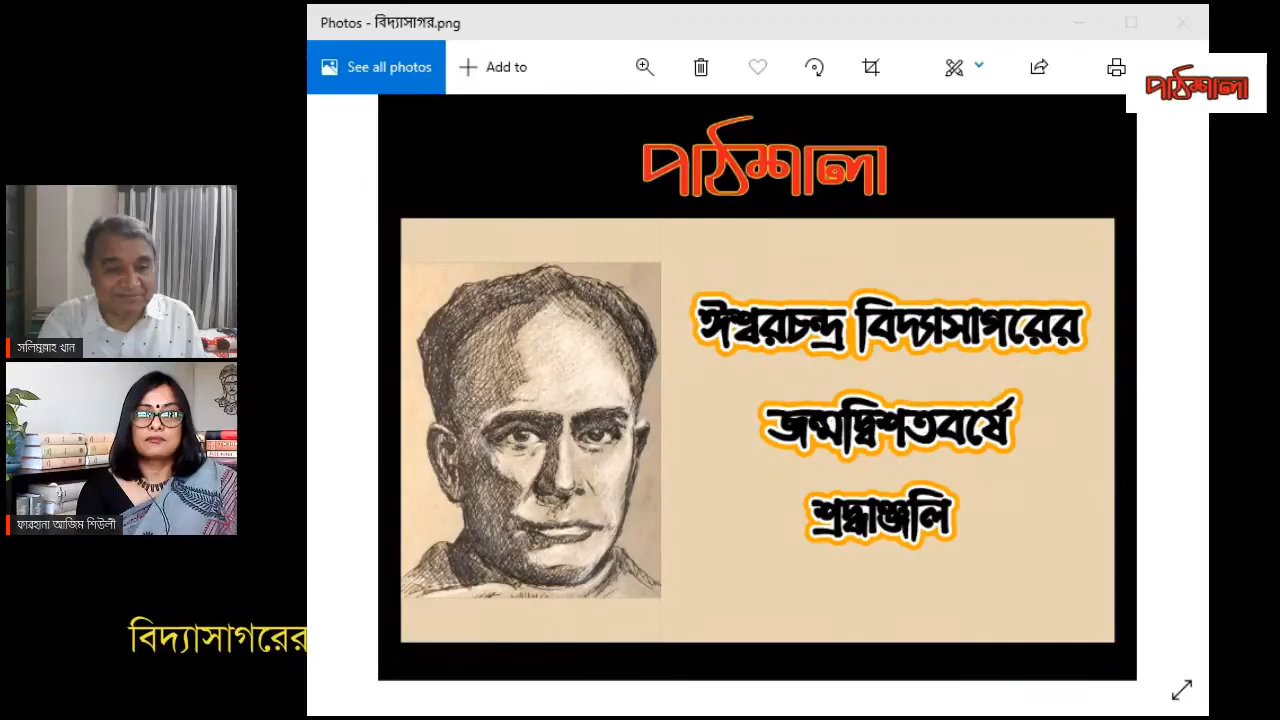 Photos - বিদ্যাসাগর.png
See all photos
Add to
পাঠশালা
পাঠশালা
ঈশ্বরচন্দ্র বিদ্যাসাগরের
জন্মদ্বিশতবর্ষে
শ্রদ্ধাঞ্জলি
সলিমুল্লাহ খান
ফারহানা আজিম শিউলী
বিদ্যাসাগরের